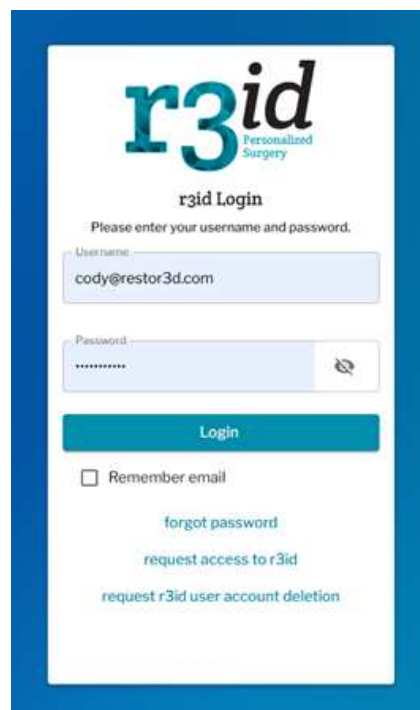 r3id
Personalized
Surgery
r3id Login
Please enter your username and password.
Username
cody@restor3d.com
Password
•••••••••••
Login
Remember email
forgot password
request access to r3id
request r3id user account deletion